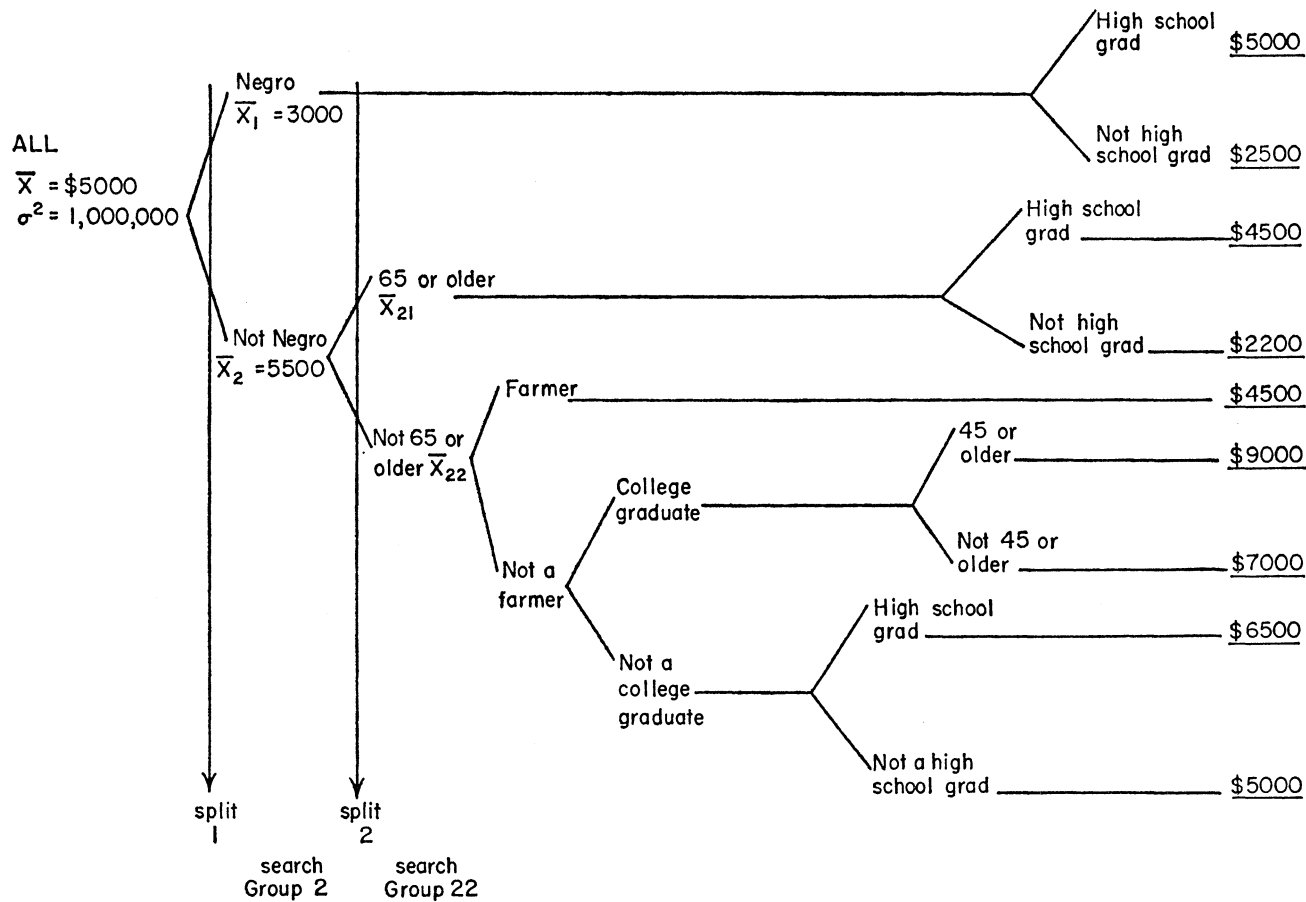 High school
grad $5000
Negro
X̅₁ = 3000
Not high
school grad $2500
ALL
X̅ = $5000
σ² = 1,000,000
High school
grad $4500
65 or older
X̅₂₁
Not high
school grad $2200
Not Negro
X̅₂ = 5500
Farmer $4500
Not 65 or
older X̅₂₂
45 or
older $9000
College
graduate
Not 45 or
older $7000
Not a
farmer
High school
grad $6500
Not a
college
graduate
Not a high
school grad $5000
split
1
split
2
search
Group 2
search
Group 22